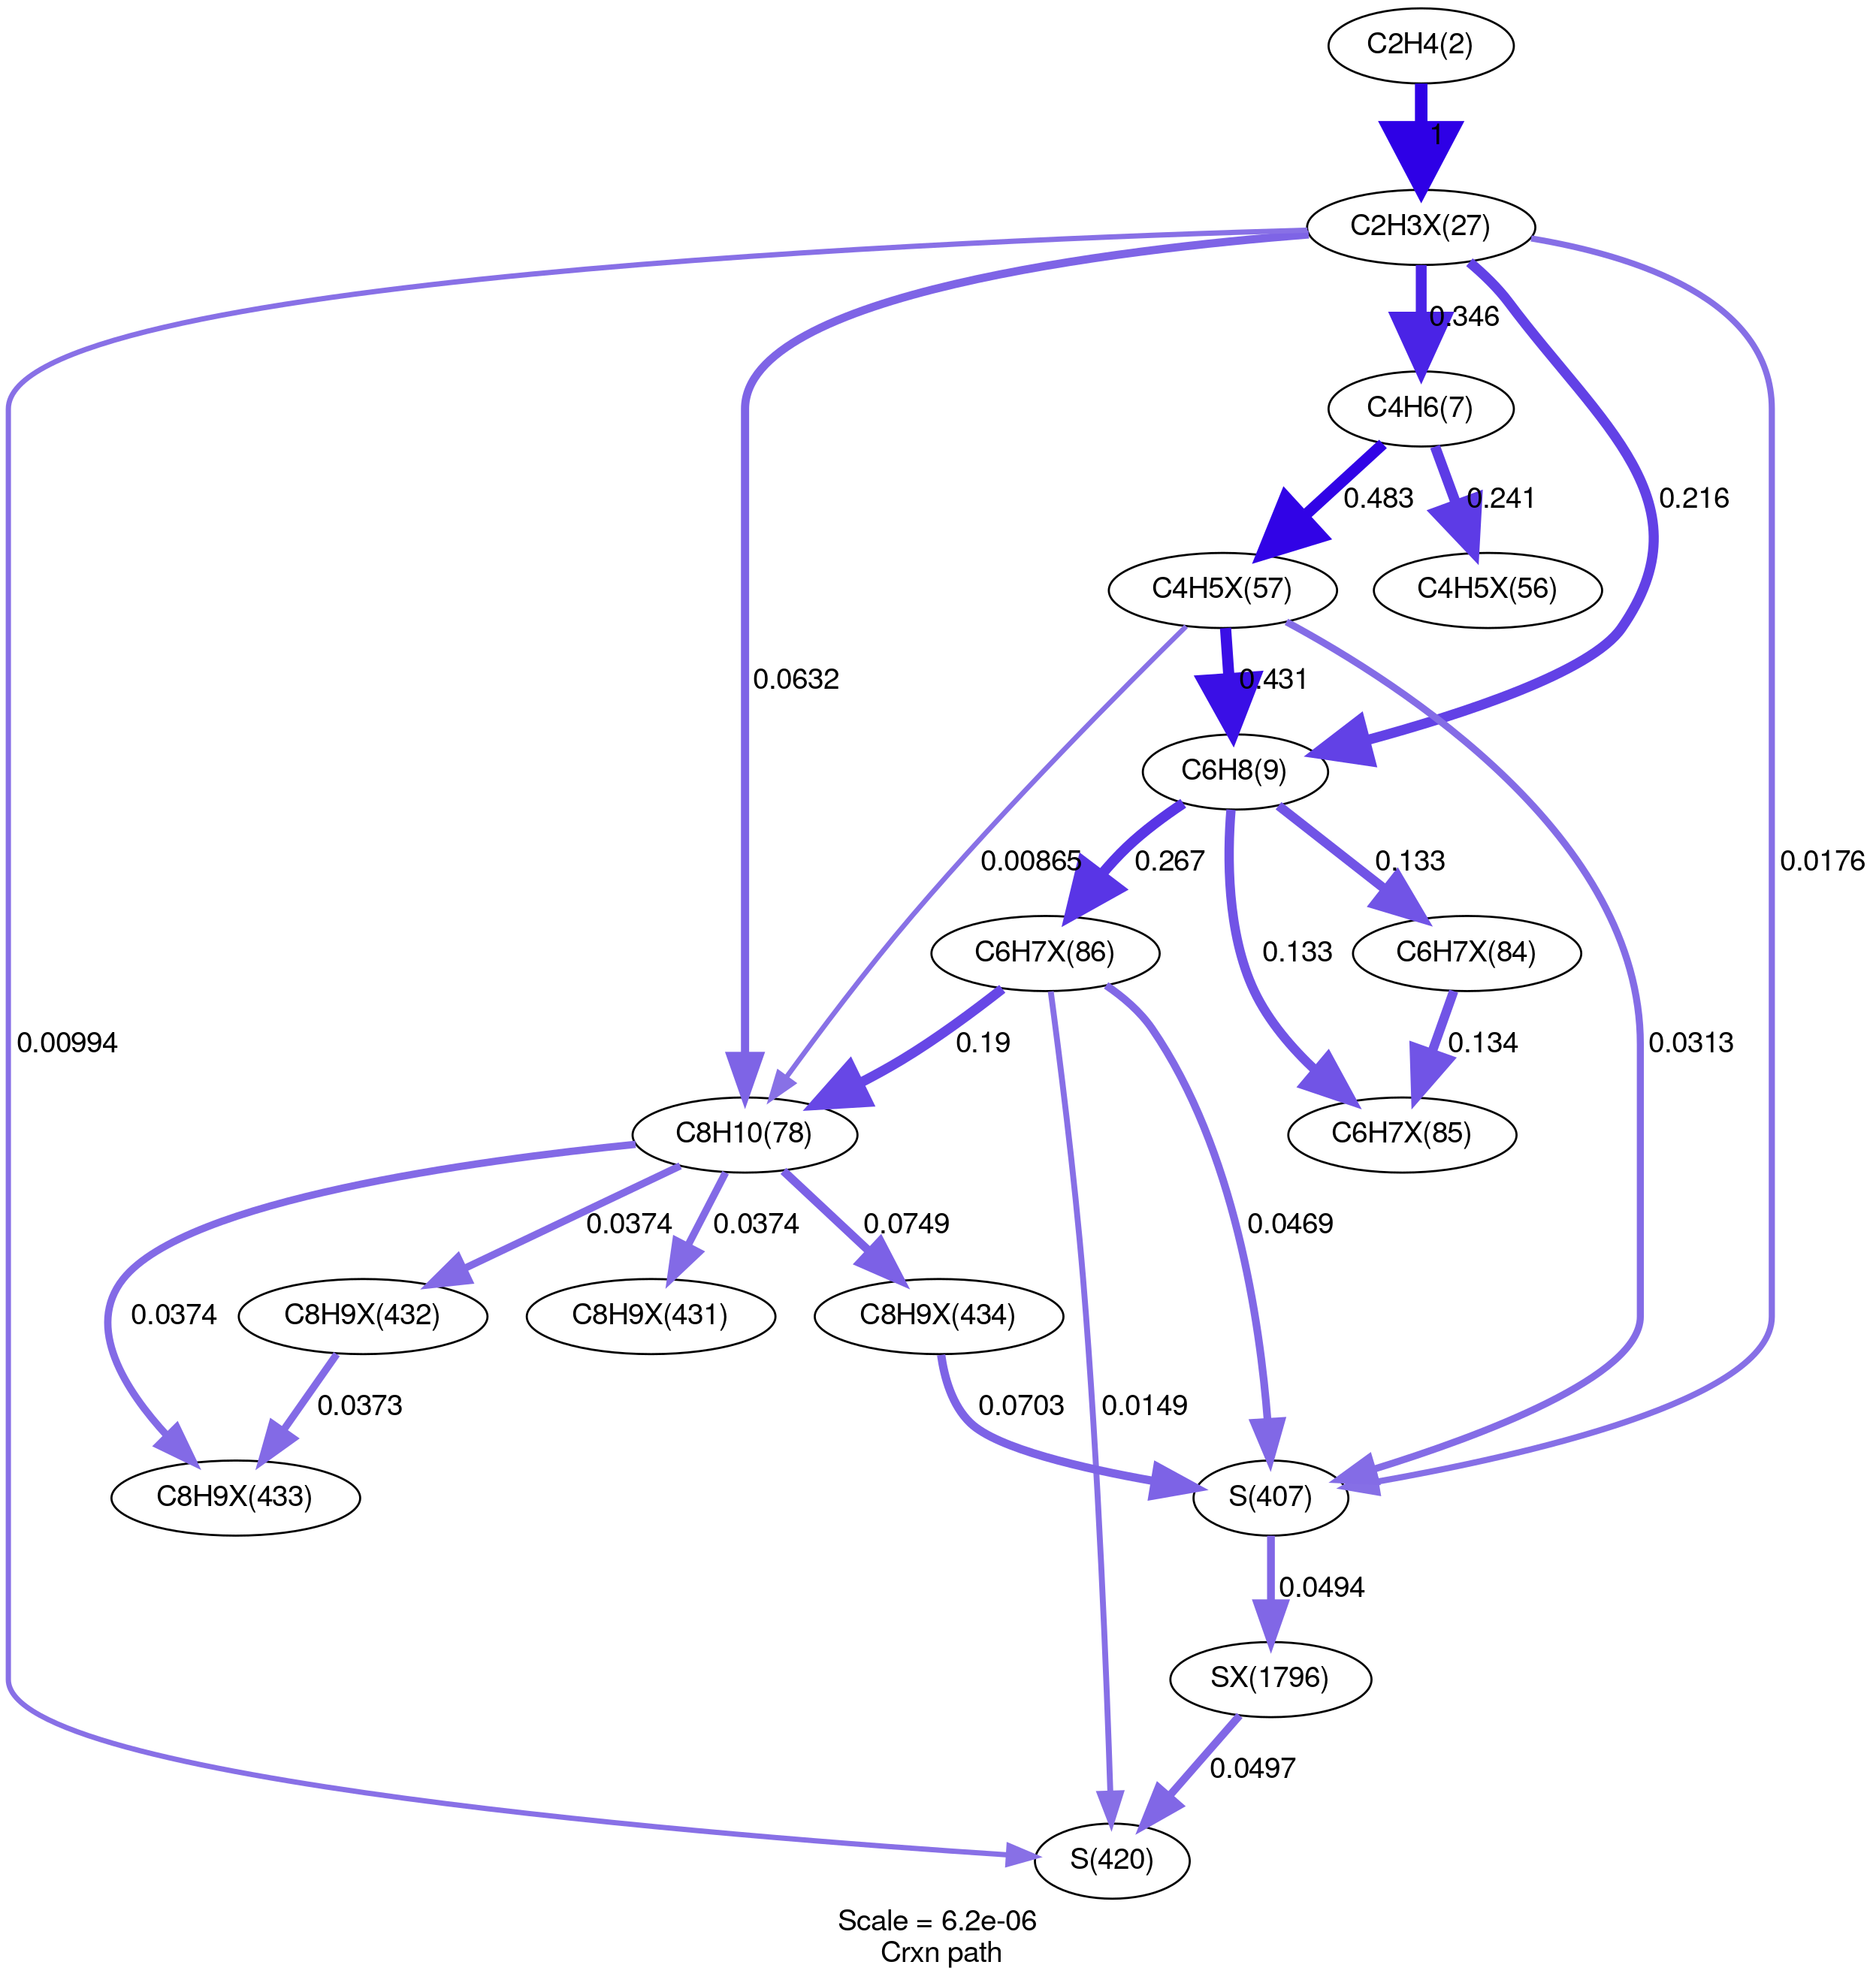 C2H4(2)
1
C2H3X(27)
0.346
C4H6(7)
0.483
0.241
0.216
C4H5X(57)
C4H5X(56)
0.0632
0.431
C6H8(9)
0.00865
0.267
0.133
0.0176
C6H7X(86)
0.133
C6H7X(84)
0.00994
0.19
0.134
0.0313
C8H10(78)
C6H7X(85)
0.0374
0.0374
0.0749
0.0469
0.0374
C8H9X(432)
C8H9X(431)
C8H9X(434)
0.0373
0.0703
0.0149
C8H9X(433)
S(407)
0.0494
SX(1796)
0.0497
S(420)
Scale = 6.2e-06
Crxn path